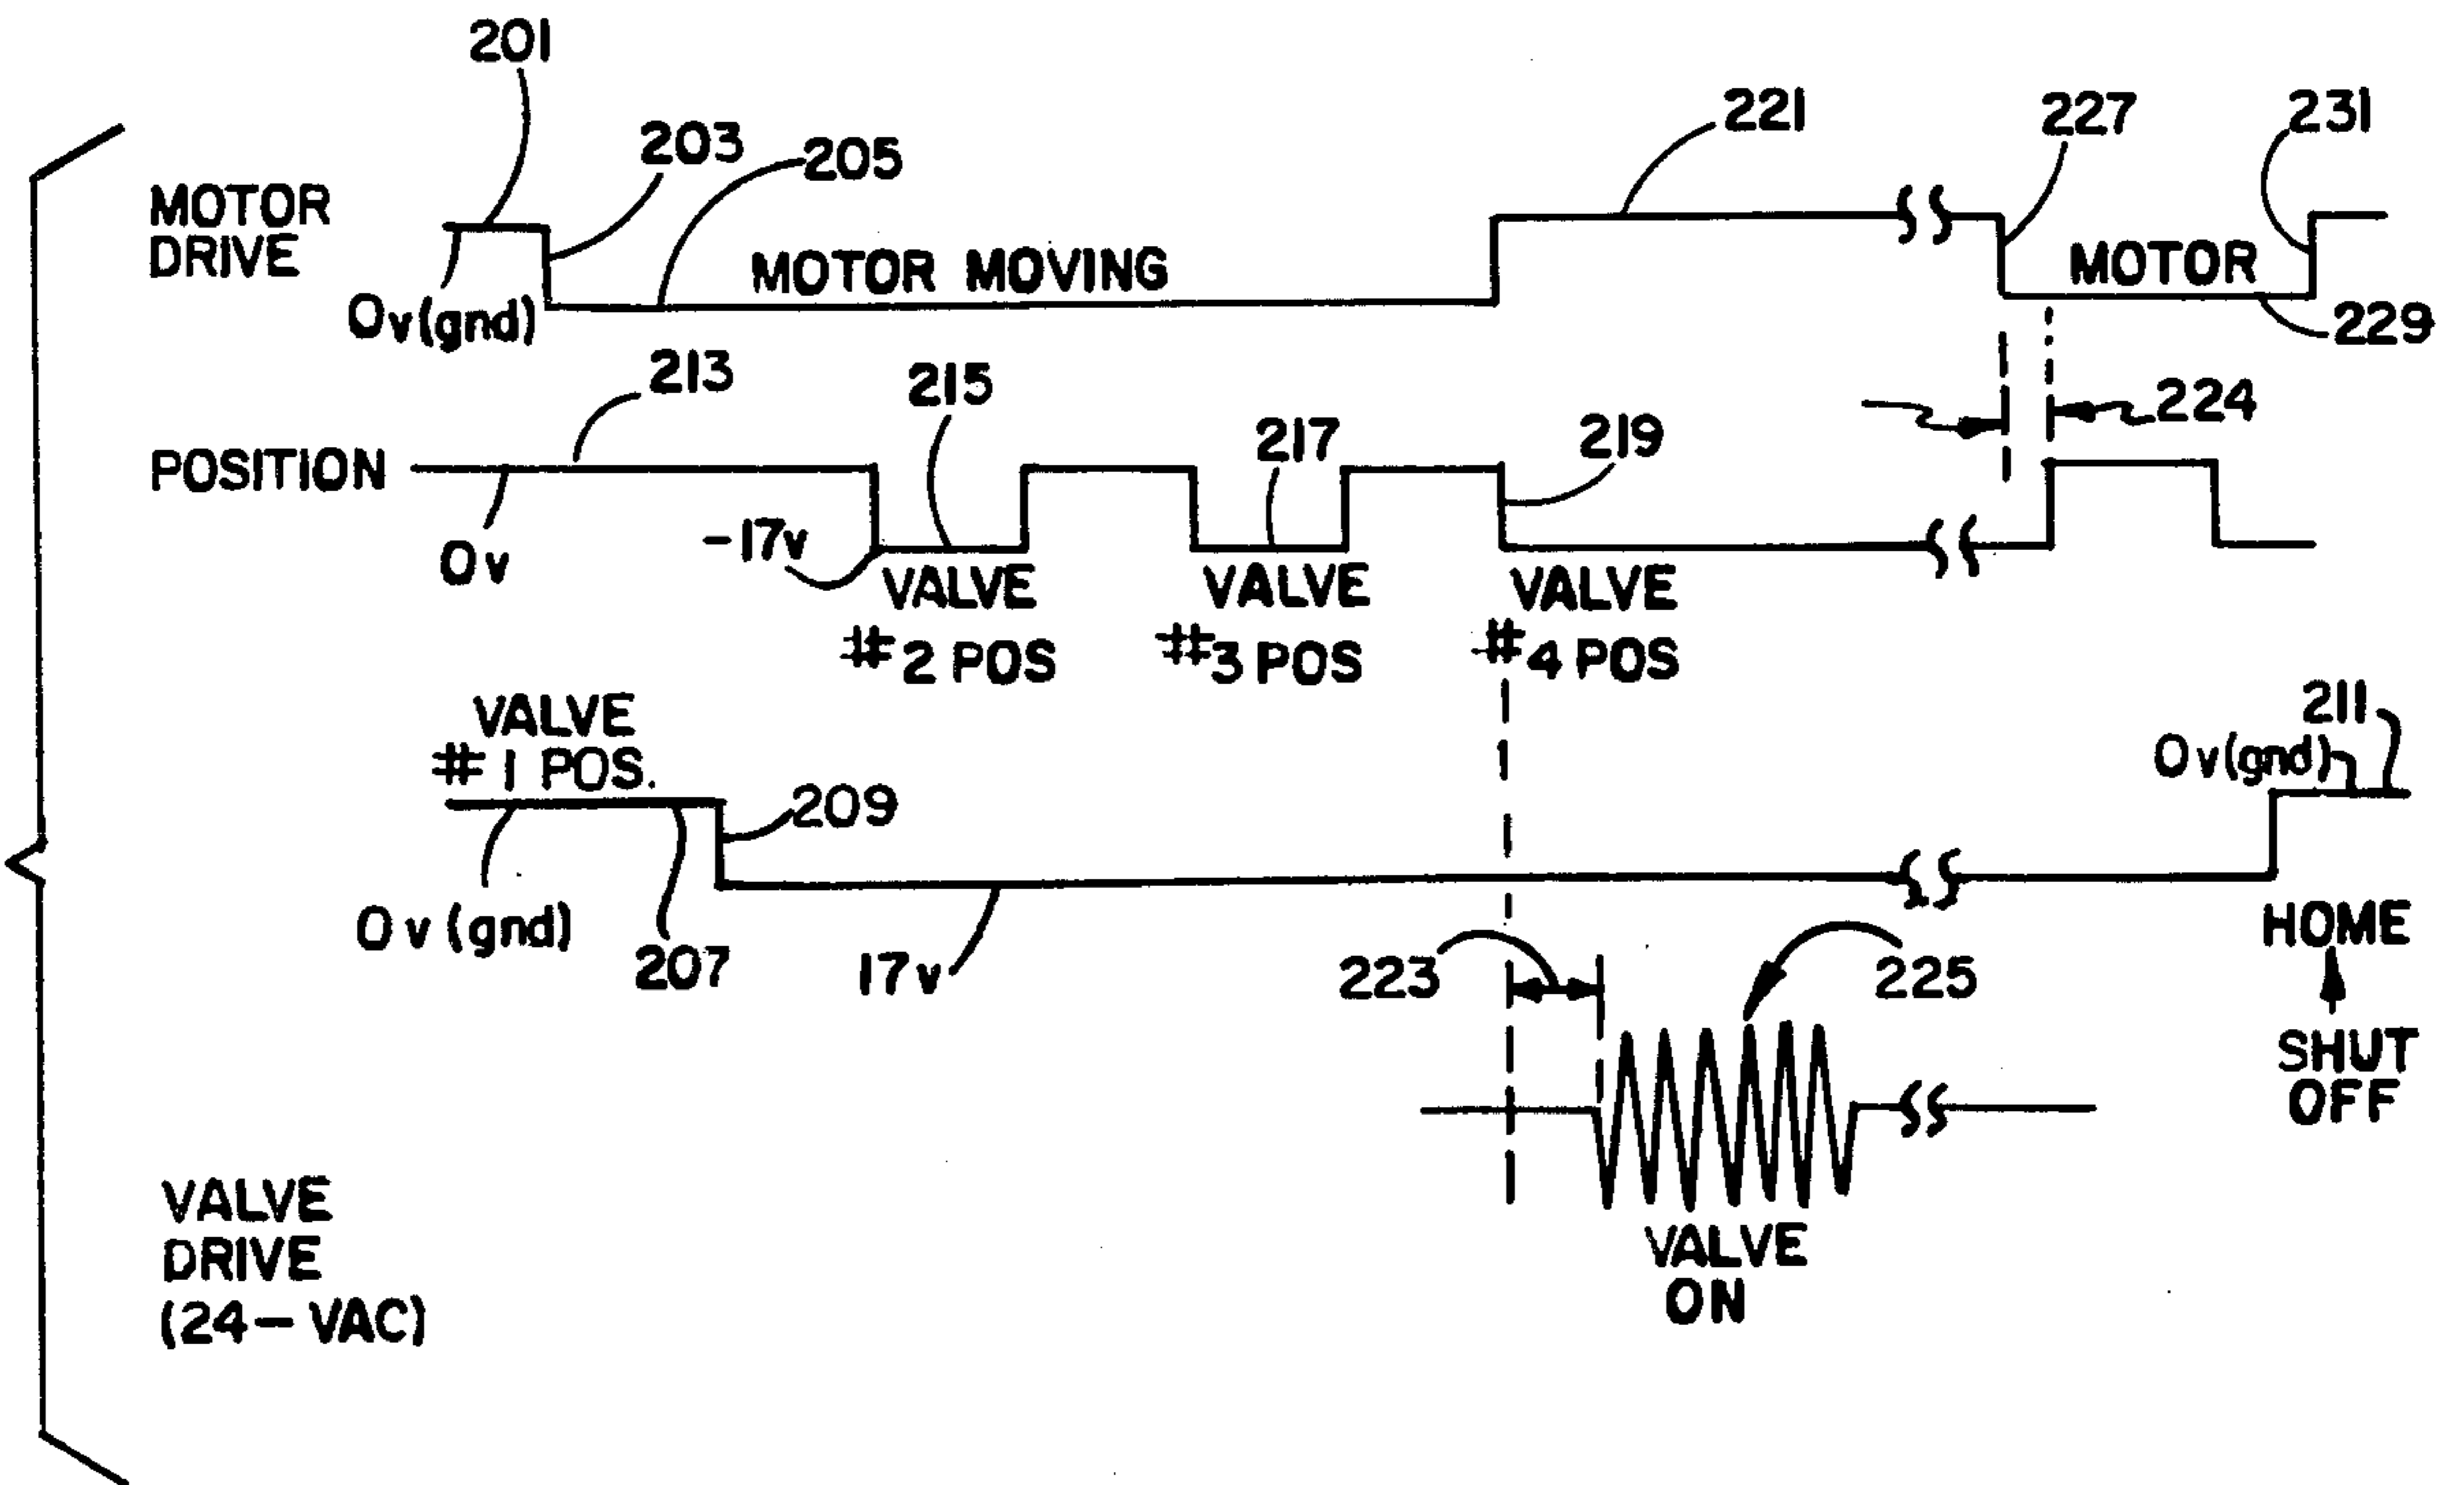 201
203
205
221
227
231
MOTOR
DRIVE
MOTOR MOVING
MOTOR
0v(gnd)
229
213
215
217
219
224
POSITION
0v
-17v
VALVE
#2 POS
VALVE
#3 POS
VALVE
#4 POS
VALVE
#1 POS.
211
0v(gnd)
209
0v (gnd)
207
17v
223
225
HOME
SHUT
OFF
VALVE
ON
VALVE
DRIVE
(24-VAC)